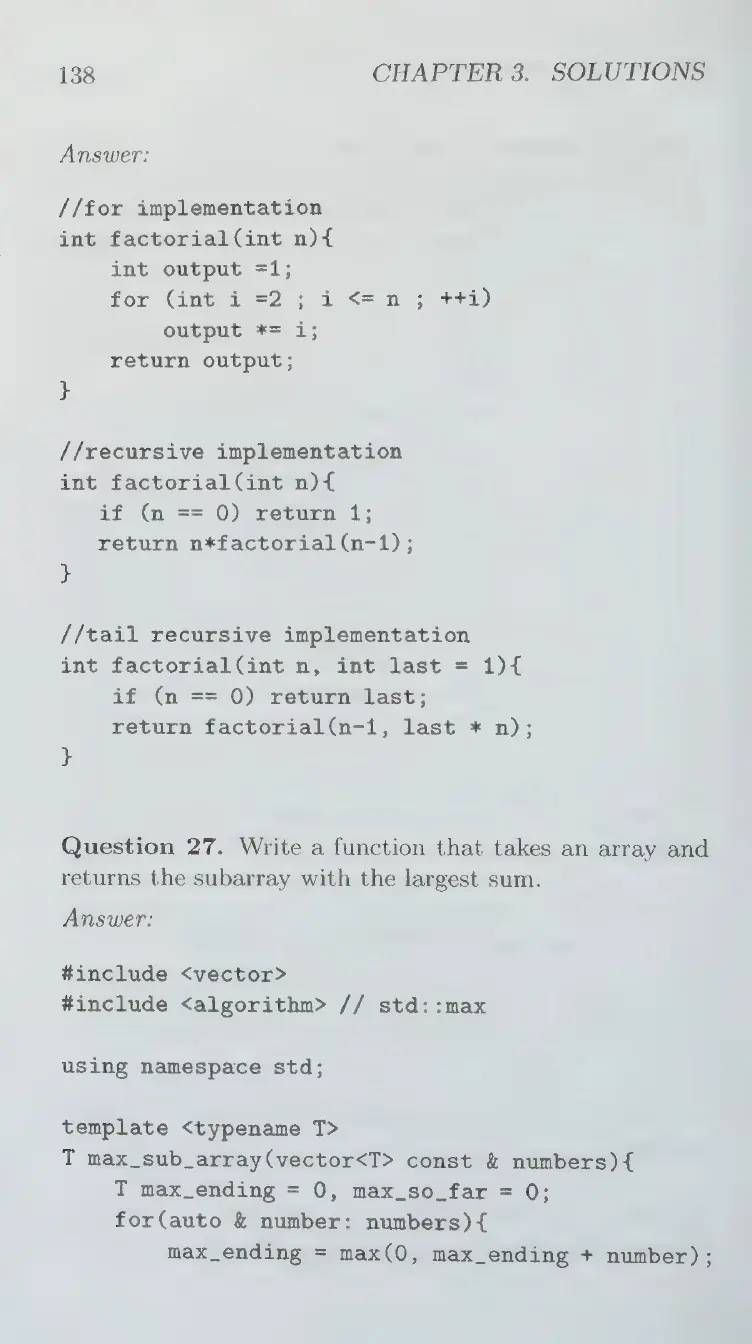 138 CHAPTER 3. SOLUTIONS
Answer:
//for implementation
int factorial(int n){
int output =1;
for (int i =2 ; i <= n ; ++i)
output *= i;
return output;
}
//recursive implementation
int factorial(int n){
if (n == 0) return 1;
return n*factorial(n-1);
}
//tail recursive implementation
int factorial(int n, int last = 1){
if (n == 0) return last;
return factorial(n-1, last * n);
}
Question 27. Write a function that takes an array and
returns the subarray with the largest sum.
Answer:
#include <vector>
#include <algorithm> // std::max
using namespace std;
template <typename T>
T max_sub_array(vector<T> const & numbers){
T max_ending = 0, max_so_far = 0;
for(auto & number: numbers){
max_ending = max(0, max_ending + number);